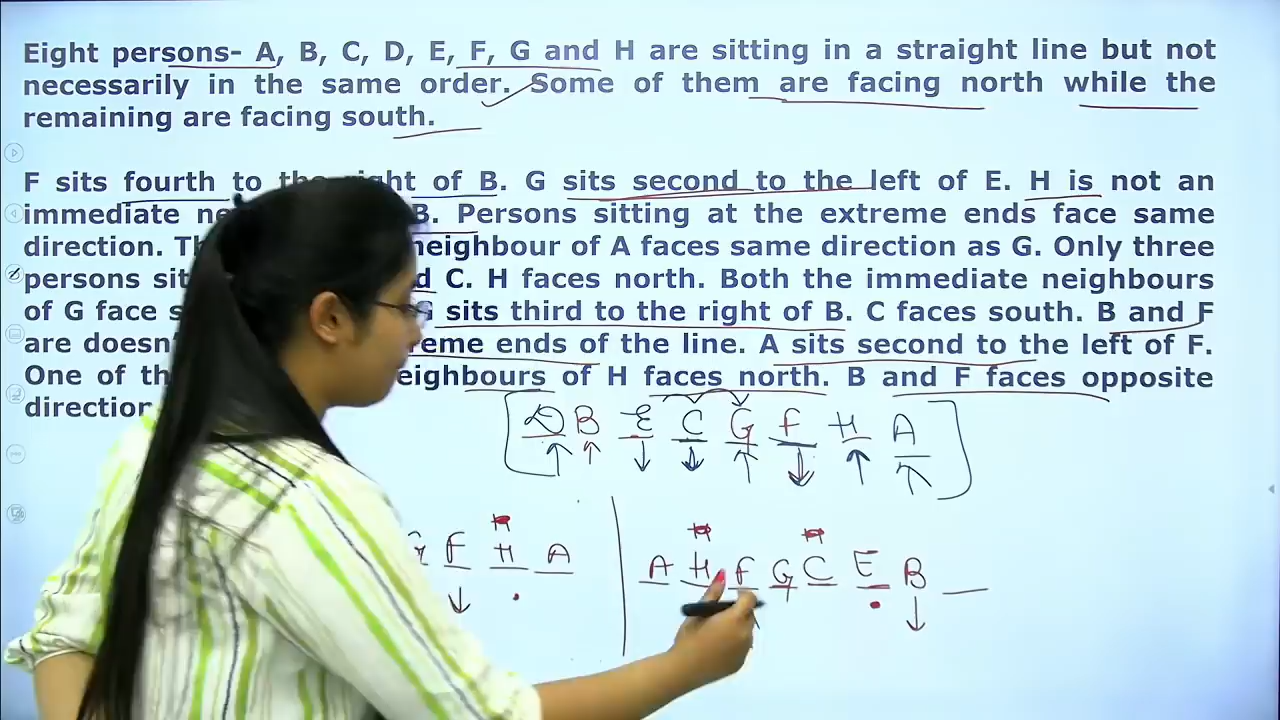 Eight persons- A, B, C, D, E, F, G and H are sitting in a straight line but not
necessarily in the same order. Some of them are facing north while the
remaining are facing south.
F sits fourth to the right of B. G sits second to the left of E. H is not an
immediate B. Persons sitting at the extreme ends face same
direction. neighbour of A faces same direction as G. Only three
persons C. H faces north. Both the immediate neighbours
of G face sits third to the right of B. C faces south. B and F
are ends of the line. A sits second to the left of F.
One of of H faces north. B and F faces opposite
D B E C G F H A
F H A
H
A H F G C E B
H H